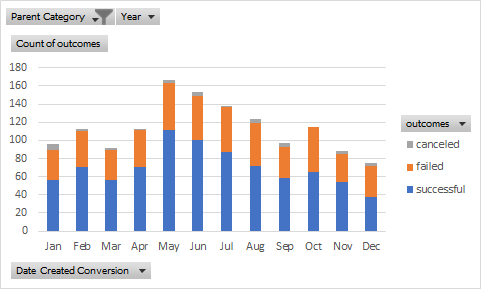 Parent Category Year
Count of outcomes
180
160
140
120
100
80
60
40
20
0
Jan Feb Mar Apr May Jun Jul Aug Sep Oct Nov Dec
outcomes
canceled
failed
successful
Date Created Conversion